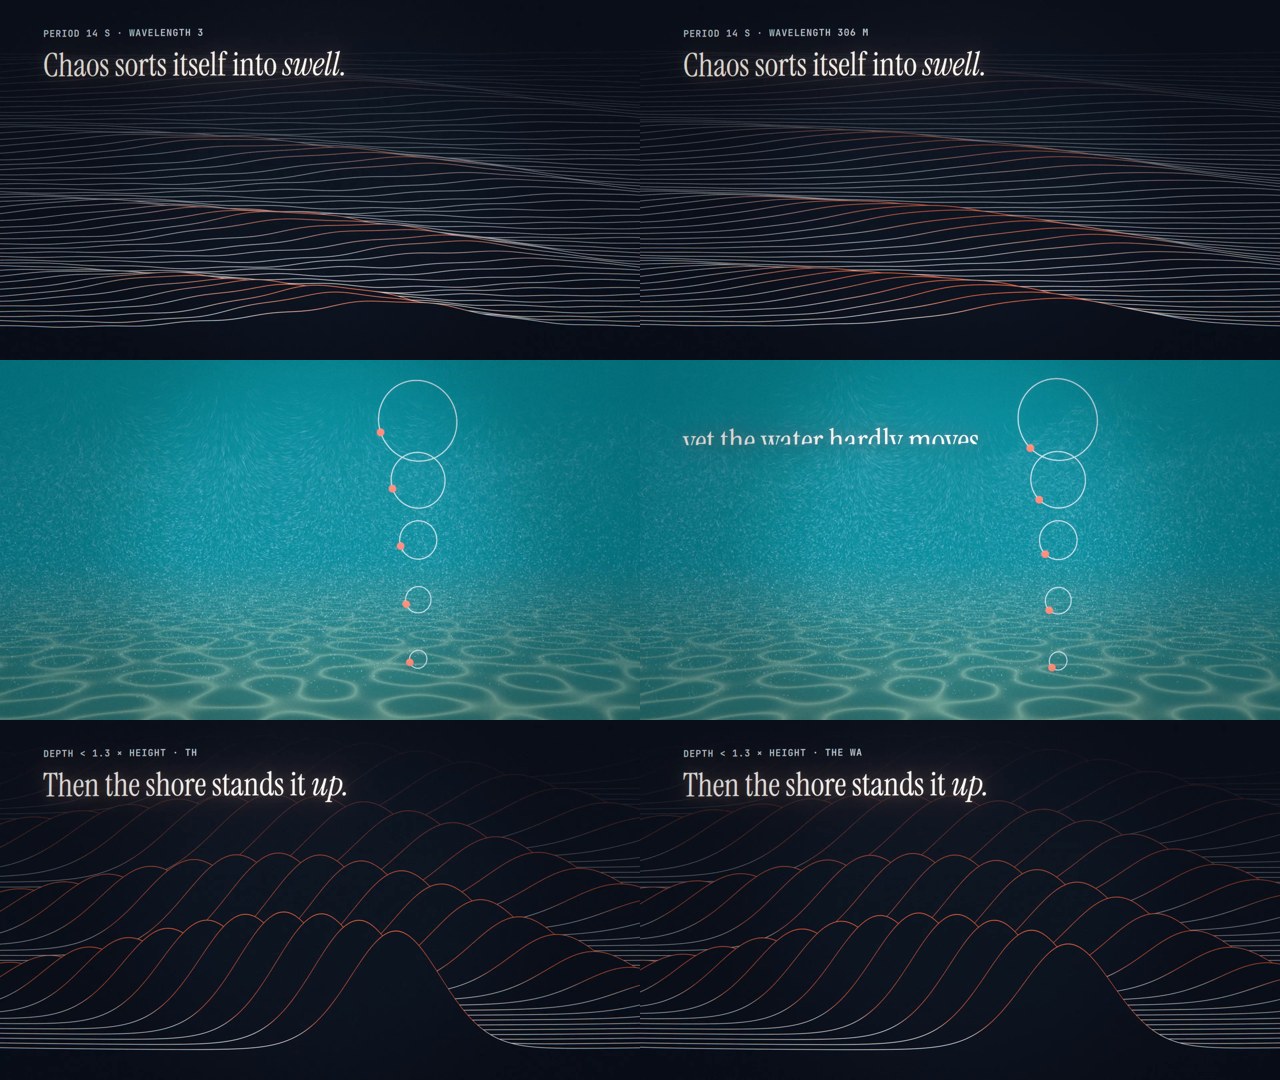 PERIOD 14 S · WAVELENGTH 3
Chaos sorts itself into swell.
PERIOD 14 S · WAVELENGTH 306 M
Chaos sorts itself into swell.
yet the water hardly moves
DEPTH < 1.3 × HEIGHT · TH
Then the shore stands it up.
DEPTH < 1.3 × HEIGHT · THE WA
Then the shore stands it up.